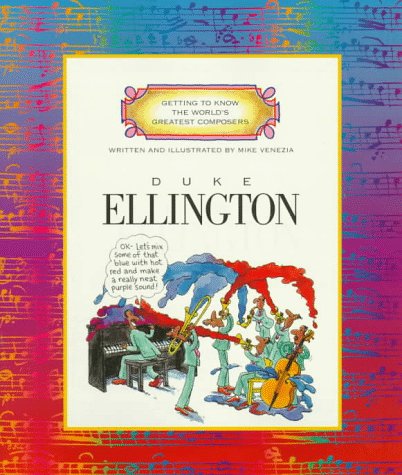 GETTING TO KNOW
THE WORLD'S
GREATEST COMPOSERS
WRITTEN AND ILLUSTRATED BY MIKE VENEZIA
DUKE
ELLINGTON
OK- LET'S mix
some of that
blue with hot
red and make
a really neat
purple sound!